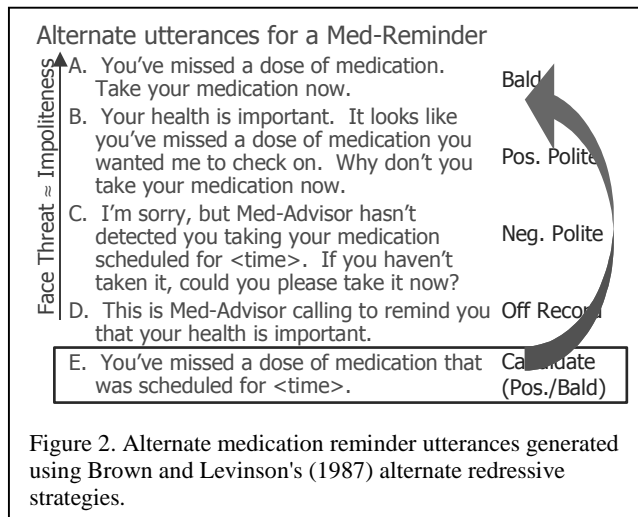 Alternate utterances for a Med-Reminder
Face Threat ≈ Impoliteness
A. You've missed a dose of medication.
Take your medication now.
Bald
B. Your health is important. It looks like
you've missed a dose of medication you
wanted me to check on. Why don't you
take your medication now.
Pos. Polite
C. I'm sorry, but Med-Advisor hasn't
detected you taking your medication
scheduled for <time>. If you haven't
taken it, could you please take it now?
Neg. Polite
D. This is Med-Advisor calling to remind you
that your health is important.
Off Record
E. You've missed a dose of medication that
was scheduled for <time>.
Candidate
(Pos./Bald)
Figure 2. Alternate medication reminder utterances generated
using Brown and Levinson's (1987) alternate redressive
strategies.